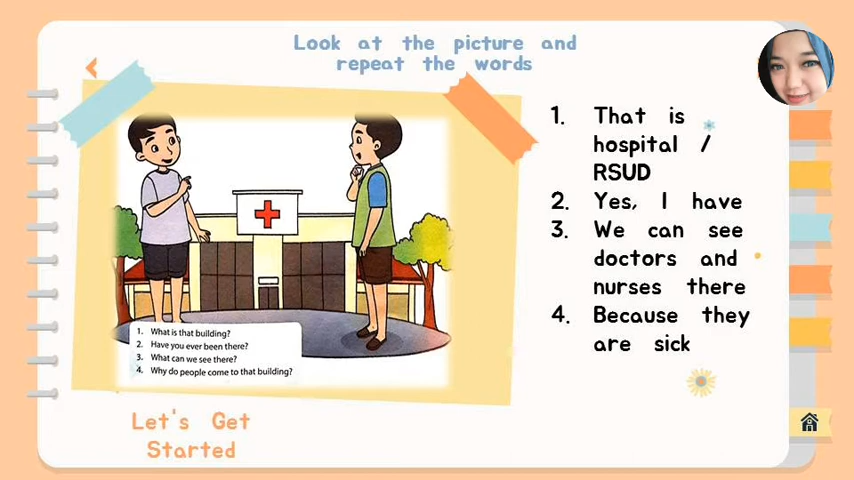 Look at the picture and
repeat the words
1. That is
hospital /
RSUD
2. Yes, I have
3. We can see
doctors and
nurses there
4. Because they
are sick
1. What is that building?
2. Have you ever been there?
3. What can we see there?
4. Why do people come to that building?
Let's Get
Started